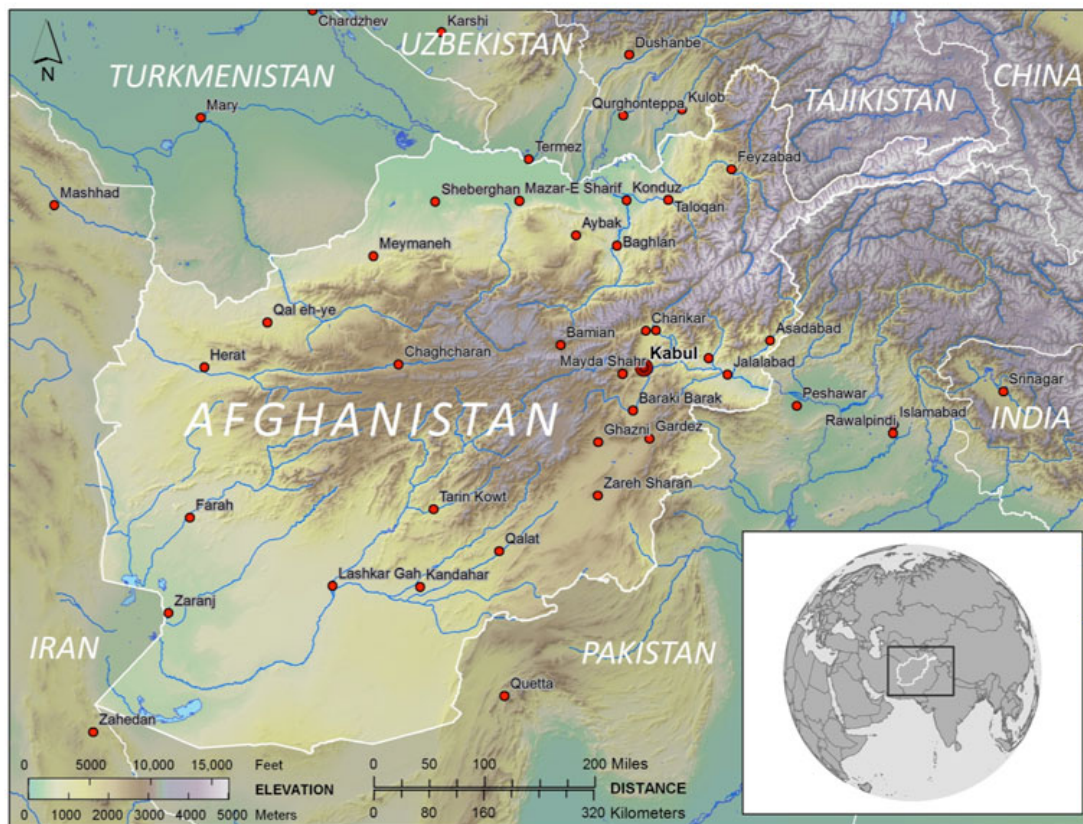 Chardzhev
Karshi
UZBEKISTAN
Dushanbe
CHINA
N
TURKMENISTAN
Mary
Qurghonteppa
Kulob
TAJIKISTAN
Termez
Feyzabad
Mashhad
Sheberghan
Mazar-E Sharif
Konduz
Taloqan
Aybak
Baghlan
Meymaneh
Qal eh-ye
Charikar
Asadabad
Bamian
Kabul
Herat
Chaghcharan
Mayda Shahr
Jalalabad
Srinagar
Peshawar
AFGHANISTAN
Baraki Barak
Islamabad
Rawalpindi
INDIA
Ghazni
Gardez
Zareh Sharan
Farah
Tarin Kowt
Qalat
Lashkar Gah
Kandahar
Zaranj
IRAN
PAKISTAN
Quetta
Zahedan
0 5000 10,000 15,000 Feet
ELEVATION
0 1000 2000 3000 4000 5000 Meters
0 50 100 200 Miles
DISTANCE
0 80 160 320 Kilometers